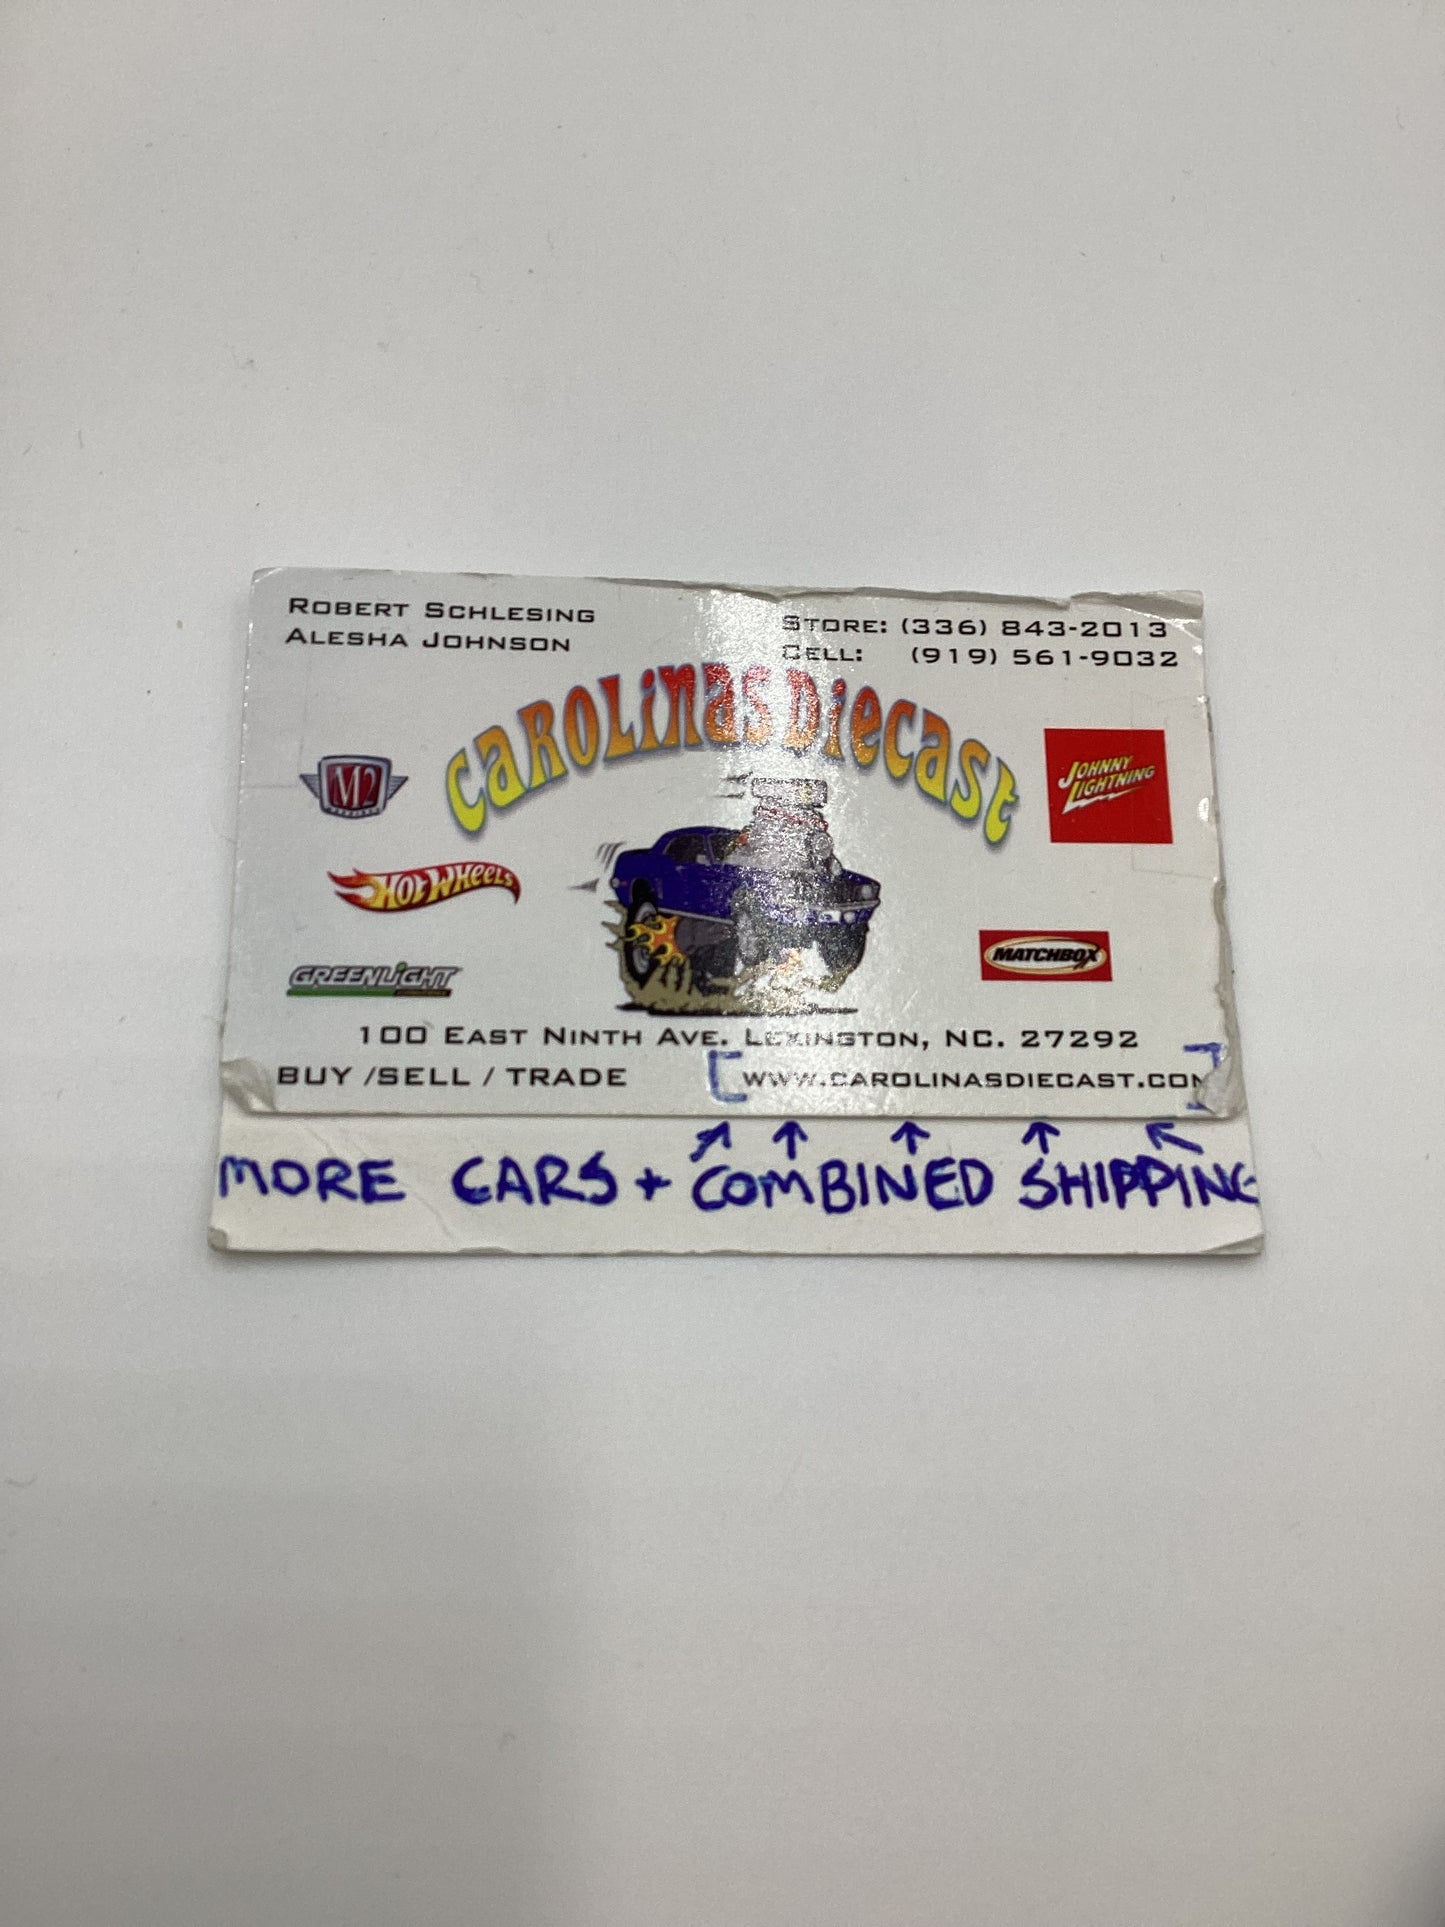 ROBERT SCHLESING
ALESHA JOHNSON
STORE: (336) 843-2013
CELL: (919) 561-9032
CAROLINAS DIECAST
M2
JOHNNY
LIGHTNING
HOT WHEELS
MATCHBOX
GREENLIGHT
100 EAST NINTH AVE. LEXINGTON, NC. 27292
BUY /SELL / TRADE
[WWW.CAROLINASDIECAST.COM]
MORE CARS + COMBINED SHIPPING